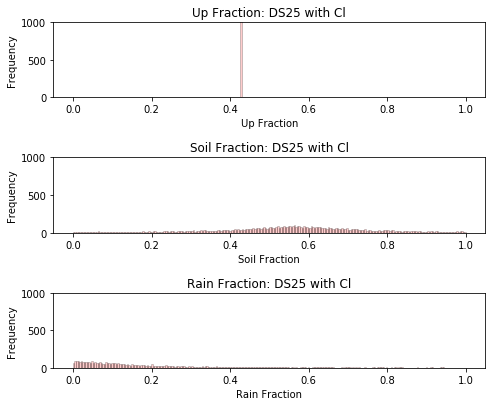 Up Fraction: DS25 with Cl
1000
500
0
Frequency
0.0 0.2 0.4 0.6 0.8 1.0
Up Fraction
Soil Fraction: DS25 with Cl
1000
500
0
Frequency
0.0 0.2 0.4 0.6 0.8 1.0
Soil Fraction
Rain Fraction: DS25 with Cl
1000
500
0
Frequency
0.0 0.2 0.4 0.6 0.8 1.0
Rain Fraction